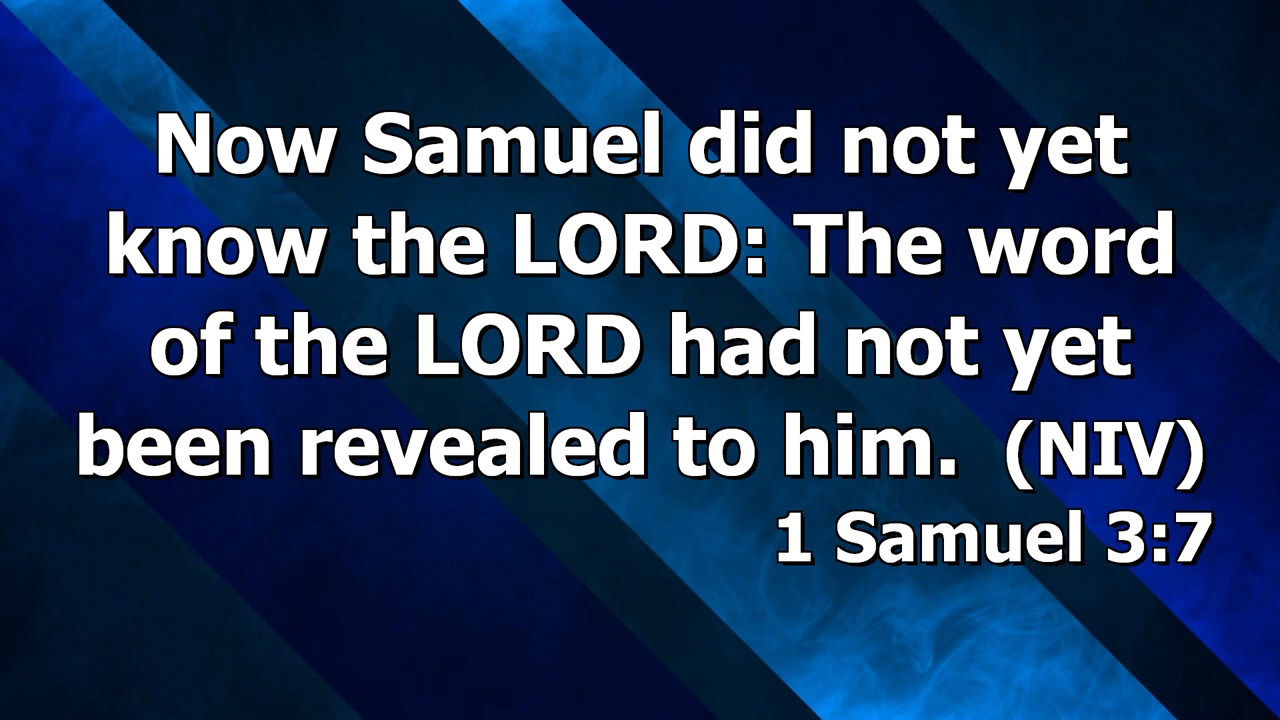 Now Samuel did not yet
know the LORD: The word
of the LORD had not yet
been revealed to him.  (NIV)
1 Samuel 3:7